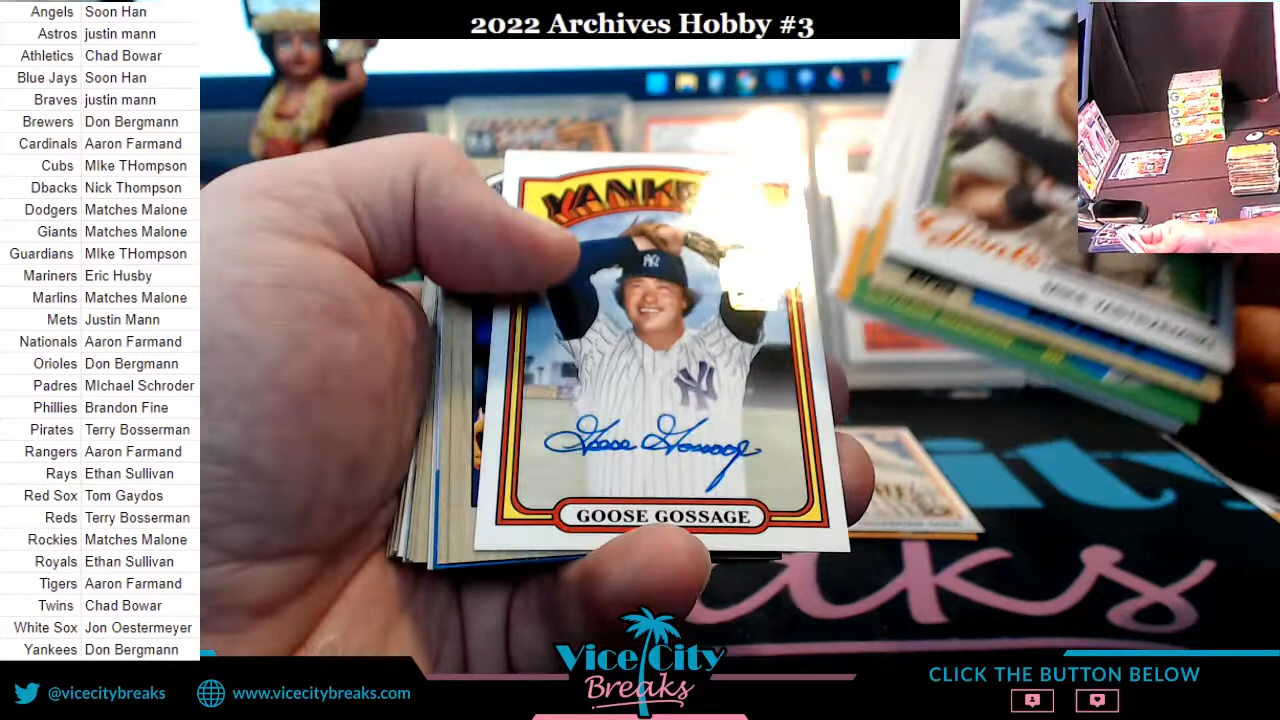 2022 Archives Hobby #3
Angels Soon Han
Astros justin mann
Athletics Chad Bowar
Blue Jays Soon Han
Braves justin mann
Brewers Don Bergmann
Cardinals Aaron Farmand
Cubs MIke THompson
Dbacks Nick Thompson
Dodgers Matches Malone
Giants Matches Malone
Guardians MIke THompson
Mariners Eric Husby
Marlins Matches Malone
Mets Justin Mann
Nationals Aaron Farmand
Orioles Don Bergmann
Padres MIchael Schroder
Phillies Brandon Fine
Pirates Terry Bosserman
Rangers Aaron Farmand
Rays Ethan Sullivan
Red Sox Tom Gaydos
Reds Terry Bosserman
Rockies Matches Malone
Royals Ethan Sullivan
Tigers Aaron Farmand
Twins Chad Bowar
White Sox Jon Oestermeyer
Yankees Don Bergmann
NY
NY
Goose Gossage
GOOSE GOSSAGE
Giants
Vice City
Breaks
@vicecitybreaks
www.vicecitybreaks.com
CLICK THE BUTTON BELOW